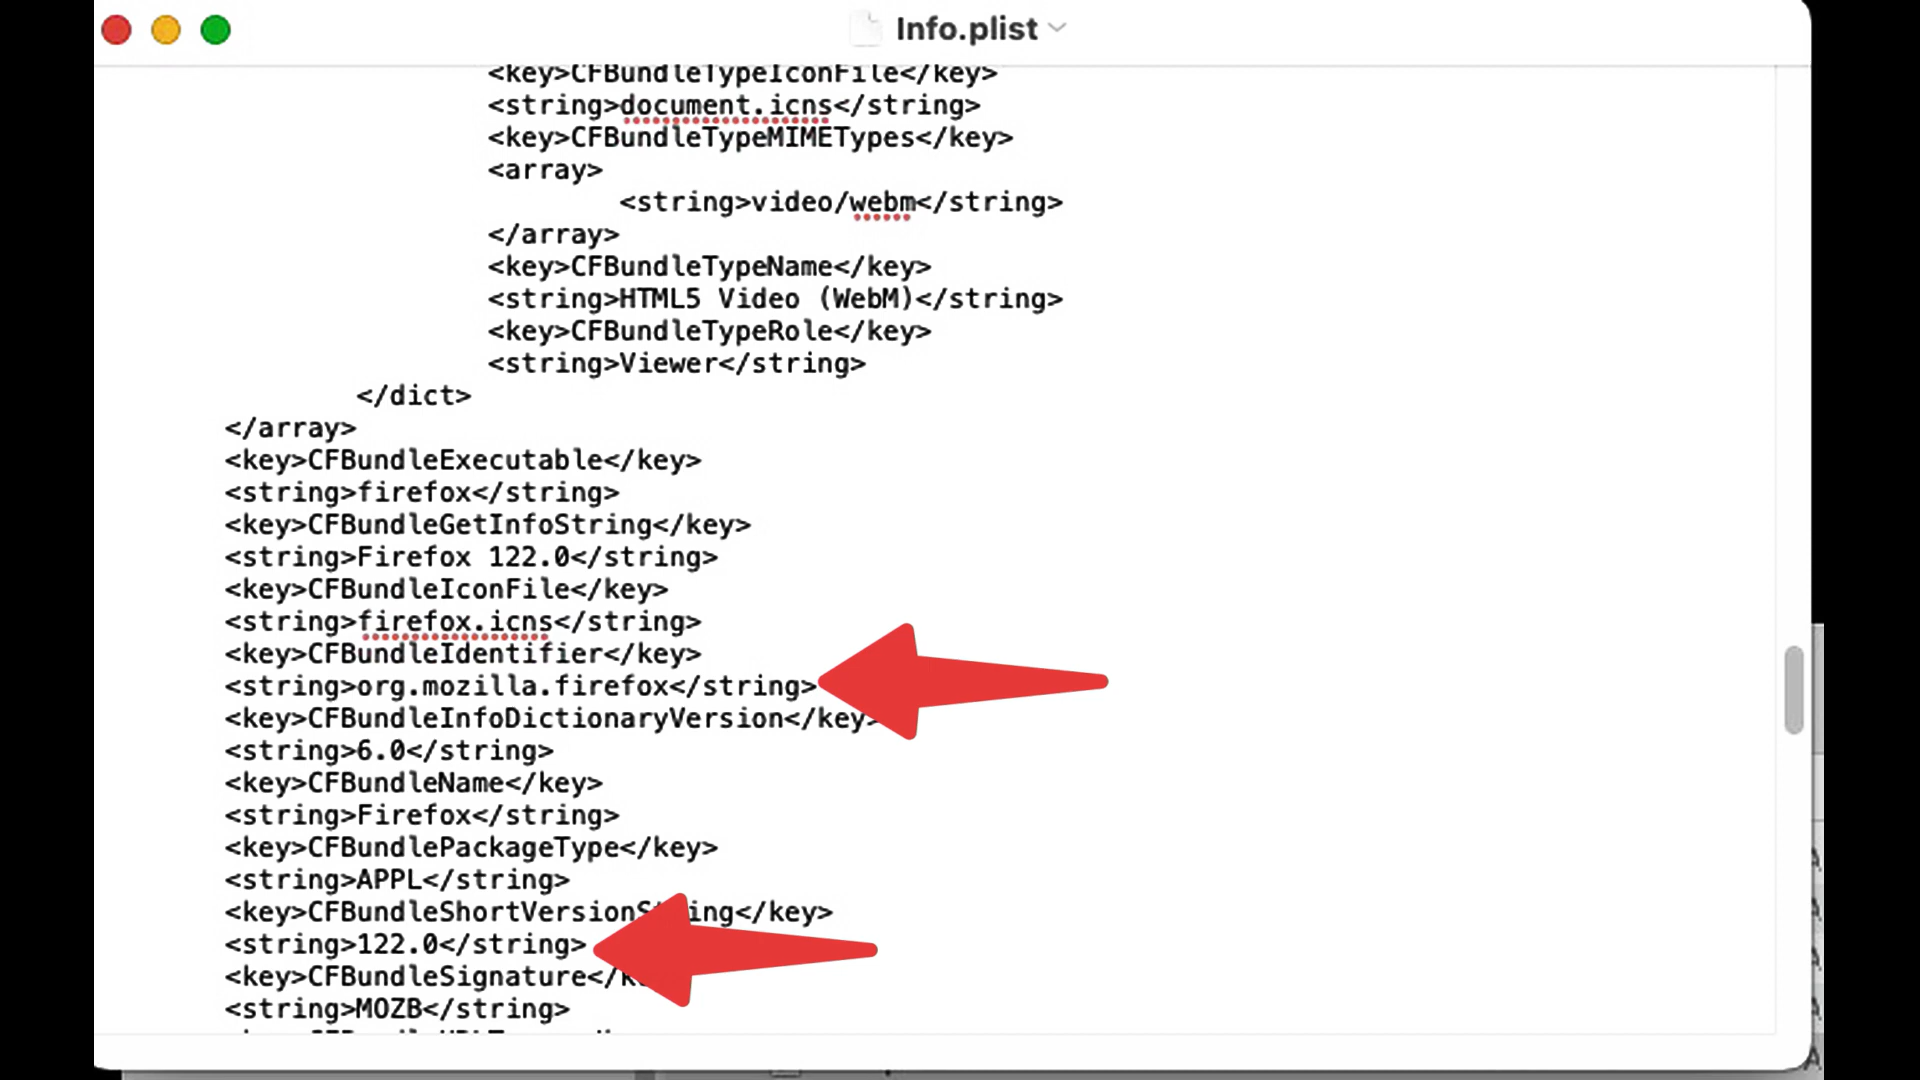 Info.plist
<key>CFBundleTypeIconFile</key>
<string>document.icns</string>
<key>CFBundleTypeMIMETypes</key>
<array>
<string>video/webm</string>
</array>
<key>CFBundleTypeName</key>
<string>HTML5 Video (WebM)</string>
<key>CFBundleTypeRole</key>
<string>Viewer</string>
</dict>
</array>
<key>CFBundleExecutable</key>
<string>firefox</string>
<key>CFBundleGetInfoString</key>
<string>Firefox 122.0</string>
<key>CFBundleIconFile</key>
<string>firefox.icns</string>
<key>CFBundleIdentifier</key>
<string>org.mozilla.firefox</string>
<key>CFBundleInfoDictionaryVersion</key>
<string>6.0</string>
<key>CFBundleName</key>
<string>Firefox</string>
<key>CFBundlePackageType</key>
<string>APPL</string>
<key>CFBundleShortVersionString</key>
<string>122.0</string>
<key>CFBundleSignature</k
<string>MOZB</string>